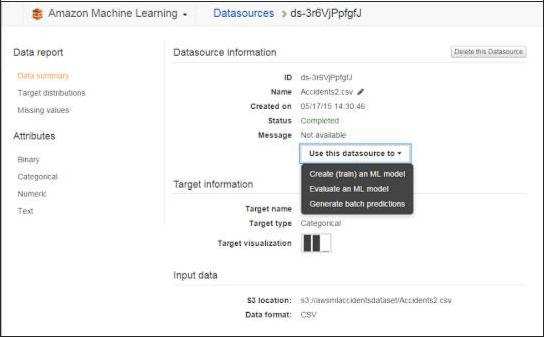 Amazon Machine Learning
Datasources > ds-3r6VjPpfgfJ
Data report
Data summary
Target distributions
Missing values
Attributes
Binary
Categorical
Numeric
Text
Datasource information
Delete this Datasource
ID ds-3r6VjPpfgfJ
Name Accidents2.csv
Created on 05/17/15 14:30:46
Status Completed
Message Not available
Use this datasource to
Create (train) an ML model
Evaluate an ML model
Generate batch predictions
Target information
Target name
Target type Categorical
Target visualization
Input data
S3 location: s3://awsmlaccidentsdataset/Accidents2.csv
Data format: CSV